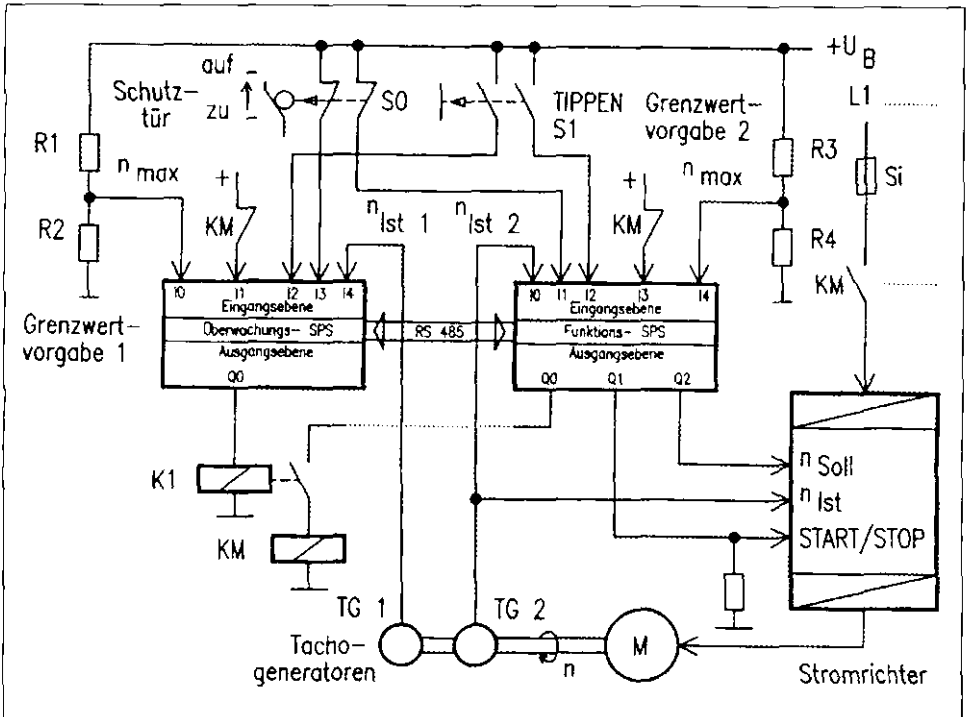 +U B
auf
zu
Schutz-
tür
S0
TIPPEN
S1
Grenzwert-
vorgabe 2
L1
R1
R3
Si
n max
n max
+
+
KM
KM
n Ist 1
n Ist 2
R2
R4
KM
I0 I1 I2 I3 I4
I0 I1 I2 I3 I4
Eingangsebene
Eingangsebene
Grenzwert-
vorgabe 1
Überwachungs- SPS
RS 485
Funktions- SPS
Ausgangsebene
Ausgangsebene
Q0
Q0 Q1 Q2
n Soll
K1
n Ist
START/STOP
KM
TG 1
TG 2
M
Tacho-
generatoren
n
Stromrichter